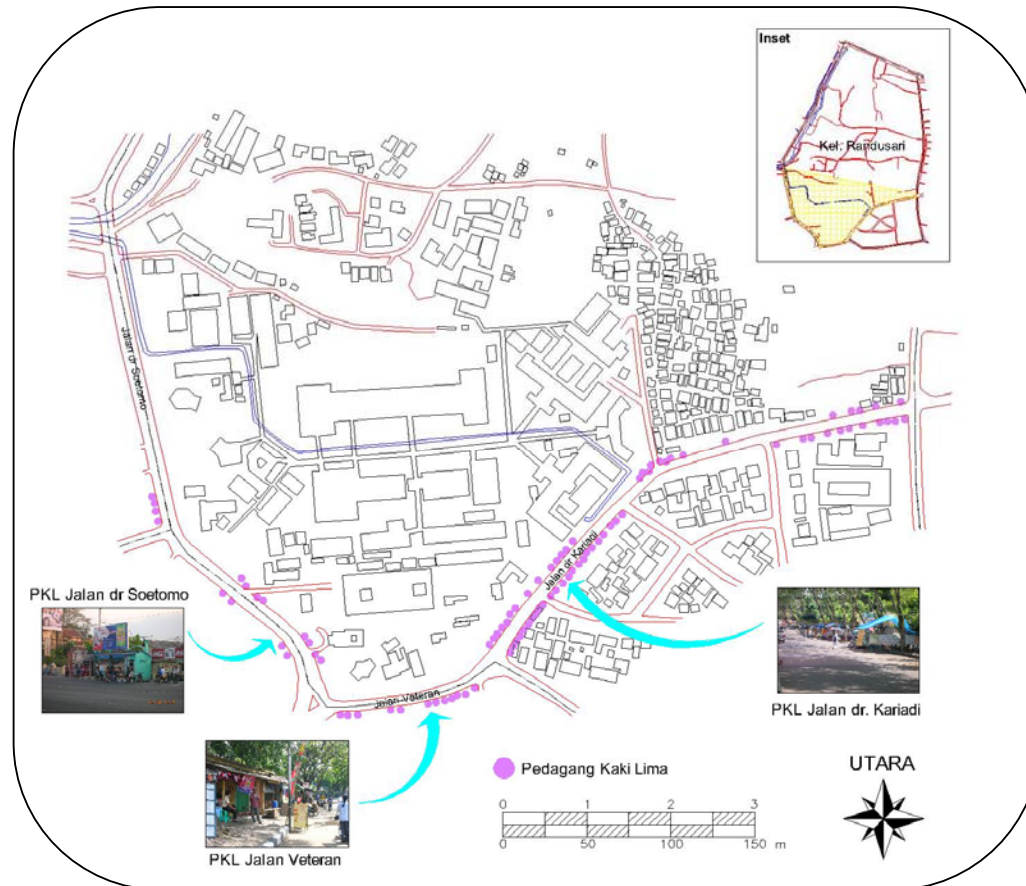 Inset
Kel. Randusari
Jalan dr Soetomo
Jalan dr Kariadi
PKL Jalan dr Soetomo
Jalan Veteran
PKL Jalan dr. Kariadi
Pedagang Kaki Lima
UTARA
0 1 2 3
0 50 100 150 m
PKL Jalan Veteran